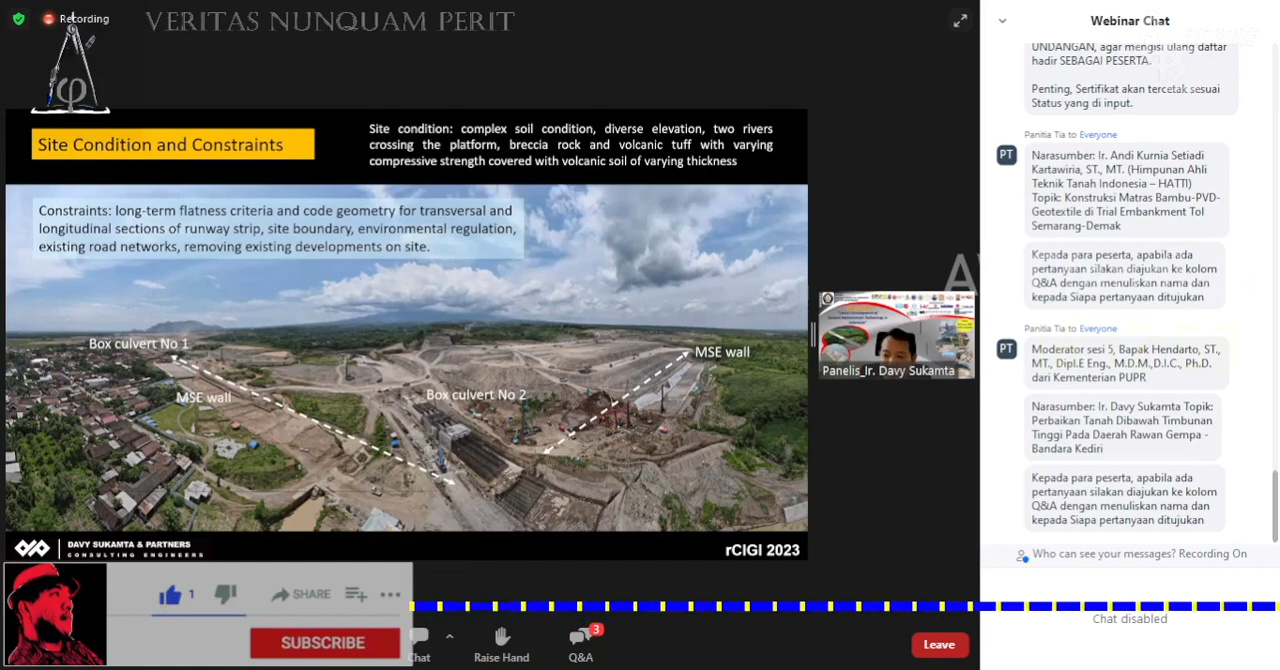 Recording
VERITAS NUNQUAM PERIT
Site Condition and Constraints
Site condition: complex soil condition, diverse elevation, two rivers
crossing the platform, breccia rock and volcanic tuff with varying
compressive strength covered with volcanic soil of varying thickness
Constraints: long-term flatness criteria and code geometry for transversal and
longitudinal sections of runway strip, site boundary, environmental regulation,
existing road networks, removing existing developments on site.
Box culvert No 1
MSE wall
Box culvert No 2
MSE wall
DAVY SUKAMTA & PARTNERS
CONSULTING ENGINEERS
rCIGI 2023
Panelis_Ir. Davy Sukamta
1
SHARE
SUBSCRIBE
Chat
Raise Hand
3
Q&A
Leave
Webinar Chat
UNDANGAN, agar mengisi ulang daftar
hadir SEBAGAI PESERTA.
Penting, Sertifikat akan tercetak sesuai
Status yang di input.
Panitia Tia to Everyone
PT
Narasumber: Ir. Andi Kurnia Setiadi
Kartawiria, ST., MT. (Himpunan Ahli
Teknik Tanah Indonesia – HATTI)
Topik: Konstruksi Matras Bambu-PVD-
Geotextile di Trial Embankment Tol
Semarang-Demak
Kepada para peserta, apabila ada
pertanyaan silakan diajukan ke kolom
Q&A dengan menuliskan nama dan
kepada Siapa pertanyaan ditujukan
Panitia Tia to Everyone
PT
Moderator sesi 5, Bapak Hendarto, ST.,
MT., Dipl.E Eng., M.D.M.,D.I.C., Ph.D.
dari Kementerian PUPR
Narasumber: Ir. Davy Sukamta Topik:
Perbaikan Tanah Dibawah Timbunan
Tinggi Pada Daerah Rawan Gempa -
Bandara Kediri
Kepada para peserta, apabila ada
pertanyaan silakan diajukan ke kolom
Q&A dengan menuliskan nama dan
kepada Siapa pertanyaan ditujukan
Who can see your messages? Recording On
Chat disabled